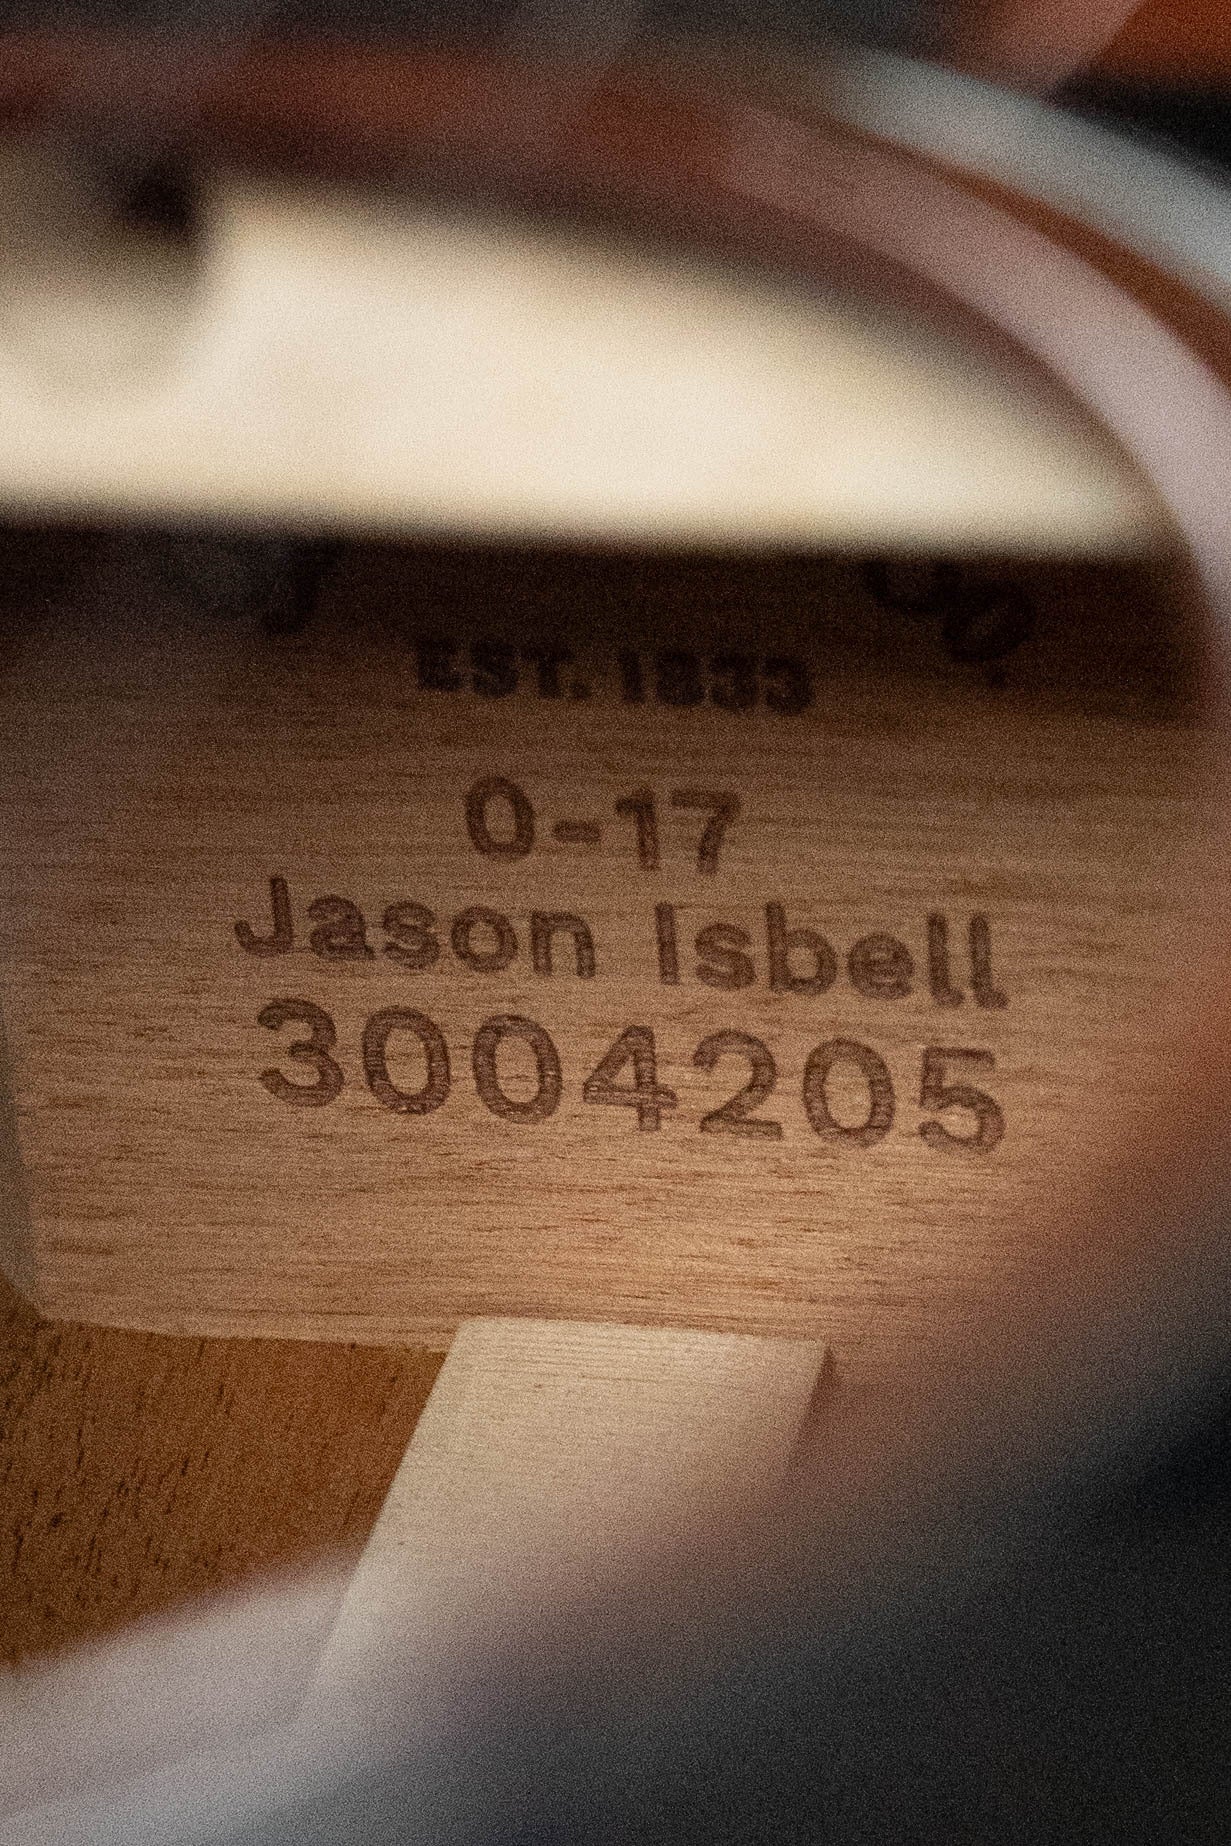 EST. 1833
0-17
Jason Isbell
3004205